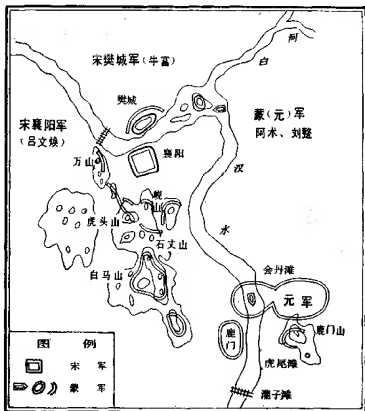 宋樊城军(牛富)
白
河
樊城
宋襄阳军
(吕文焕)
蒙(元)军
阿术、刘整
万山
襄阳
汉
水
岘山
虎头山
石丈山
白马山
会丹滩
元军
鹿门
鹿门山
虎尾滩
灌子滩
图 例
宋 军
蒙 军